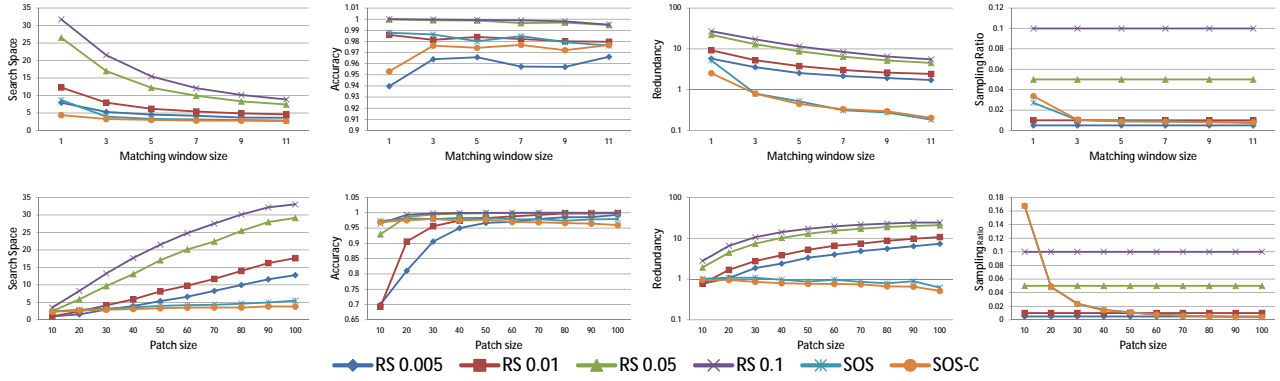 Search Space
35
30
25
20
15
10
5
0
1 3 5 7 9 11
Matching window size
Accuracy
1.01
1
0.99
0.98
0.97
0.96
0.95
0.94
0.93
0.92
0.91
0.9
1 3 5 7 9 11
Matching window size
Redundancy
100
10
1
0.1
1 3 5 7 9 11
Matching window size
Sampling Ratio
0.12
0.1
0.08
0.06
0.04
0.02
0
1 3 5 7 9 11
Matching window size
Search Space
35
30
25
20
15
10
5
0
10 20 30 40 50 60 70 80 90 100
Patch size
Accuracy
1.05
1
0.95
0.9
0.85
0.8
0.75
0.7
0.65
10 20 30 40 50 60 70 80 90 100
Patch size
Redundancy
100
10
1
0.1
10 20 30 40 50 60 70 80 90 100
Patch size
Sampling Ratio
0.18
0.16
0.14
0.12
0.1
0.08
0.06
0.04
0.02
0
10 20 30 40 50 60 70 80 90 100
Patch size
RS 0.005 RS 0.01 RS 0.05 RS 0.1 SOS SOS-C